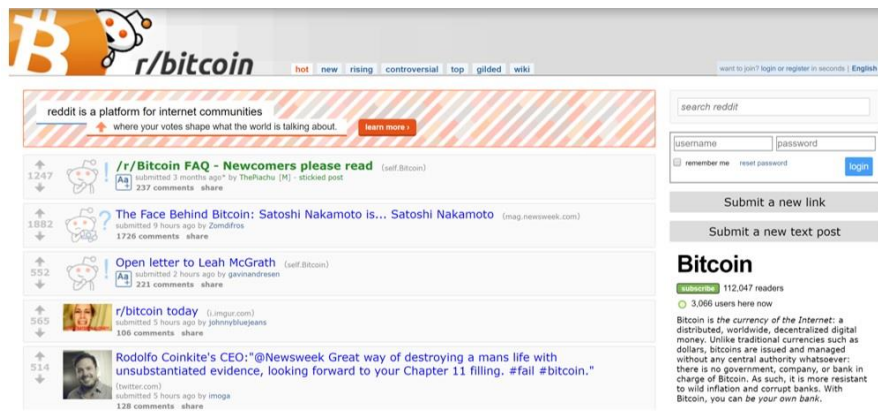 r/bitcoin
hot new rising controversial top gilded wiki
want to join? login or register in seconds | English
reddit is a platform for internet communities
where your votes shape what the world is talking about.
learn more ›
search reddit
username password
remember me reset password login
1247
/r/Bitcoin FAQ - Newcomers please read (self.Bitcoin)
Aa submitted 3 months ago* by ThePiachu [M] - stickied post
237 comments share
1882
The Face Behind Bitcoin: Satoshi Nakamoto is... Satoshi Nakamoto (mag.newsweek.com)
submitted 9 hours ago by Zomdifros
1726 comments share
552
Open letter to Leah McGrath (self.Bitcoin)
Aa submitted 2 hours ago by gavinandresen
221 comments share
565
r/bitcoin today (i.imgur.com)
submitted 5 hours ago by johnnybluejeans
106 comments share
514
Rodolfo Coinkite's CEO:"@Newsweek Great way of destroying a mans life with
unsubstantiated evidence, looking forward to your Chapter 11 filling. #fail #bitcoin."
(twitter.com)
submitted 5 hours ago by imoga
128 comments share
Submit a new link
Submit a new text post
Bitcoin
subscribe 112,047 readers
3,066 users here now
Bitcoin is the currency of the Internet: a
distributed, worldwide, decentralized digital
money. Unlike traditional currencies such as
dollars, bitcoins are issued and managed
without any central authority whatsoever:
there is no government, company, or bank in
charge of Bitcoin. As such, it is more resistant
to wild inflation and corrupt banks. With
Bitcoin, you can be your own bank.